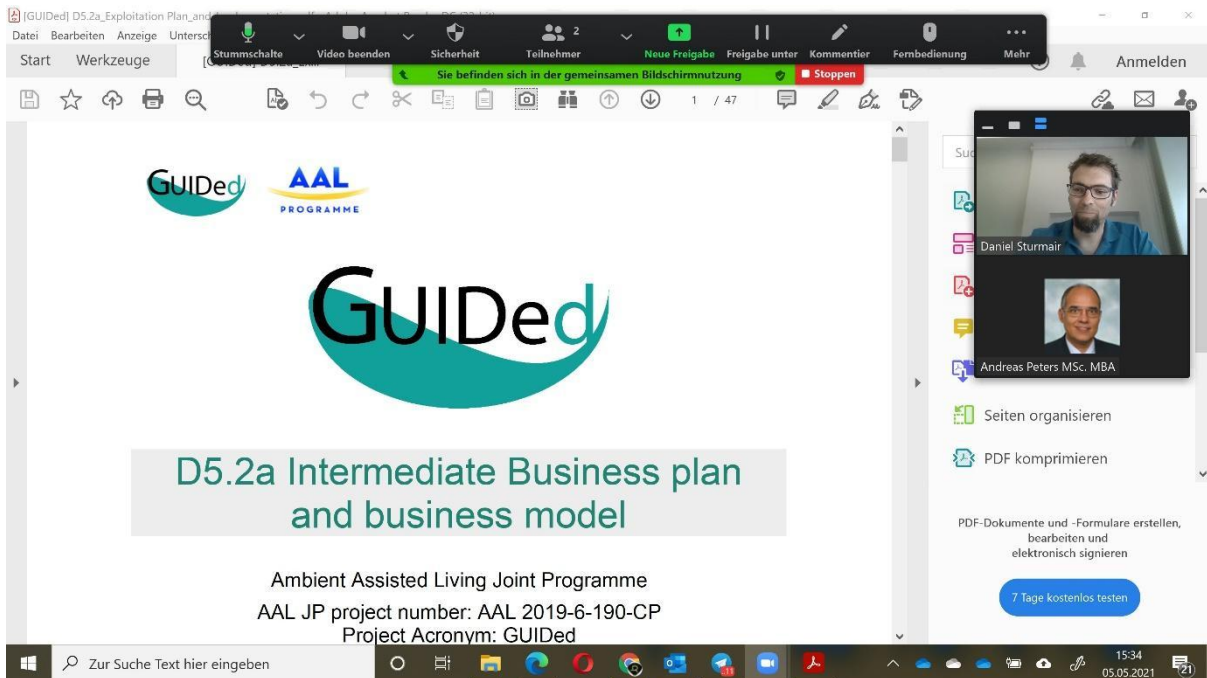 [GUIDed] D5.2a_Exploitation Plan_and
Datei Bearbeiten Anzeige Untersch
Stummschalte Video beenden Sicherheit Teilnehmer 2 Neue Freigabe Freigabe unter Kommentier Fernbedienung Mehr
Start Werkzeuge Anmelden
Sie befinden sich in der gemeinsamen Bildschirmnutzung Stoppen
1 / 47
GUIDed AAL
PROGRAMME
GUIDed
D5.2a Intermediate Business plan
and business model
Ambient Assisted Living Joint Programme
AAL JP project number: AAL 2019-6-190-CP
Project Acronym: GUIDed
Suc
Daniel Sturmair
Andreas Peters MSc. MBA
Seiten organisieren
PDF komprimieren
PDF-Dokumente und -Formulare erstellen,
bearbeiten und
elektronisch signieren
7 Tage kostenlos testen
Zur Suche Text hier eingeben
15:34
05.05.2021
21